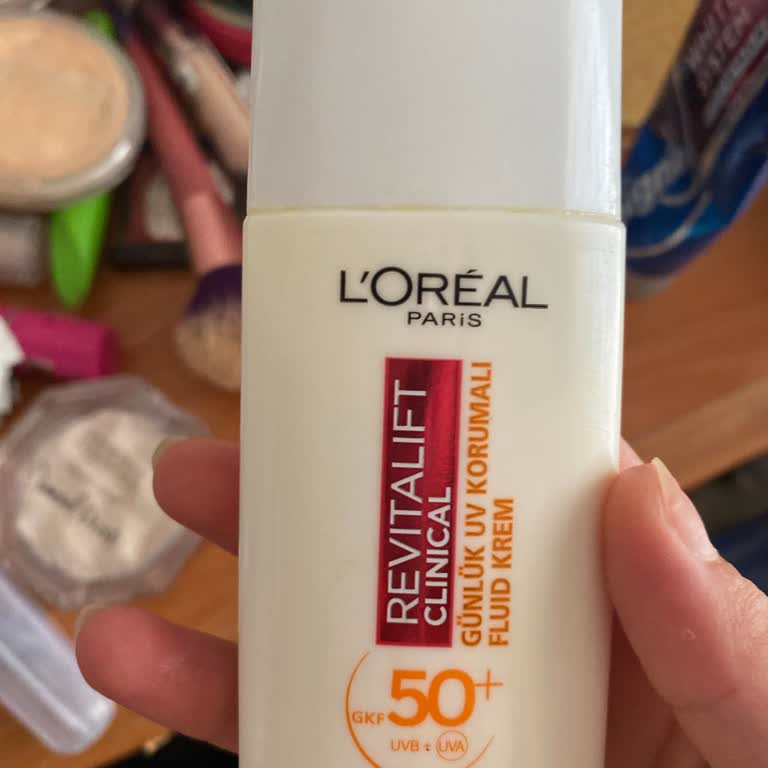 L'ORÉAL
PARiS
REVITALIFT
CLINICAL
GÜNLÜK UV KORUMALI
FLUID KREM
GKF 50+
UVB + UVA